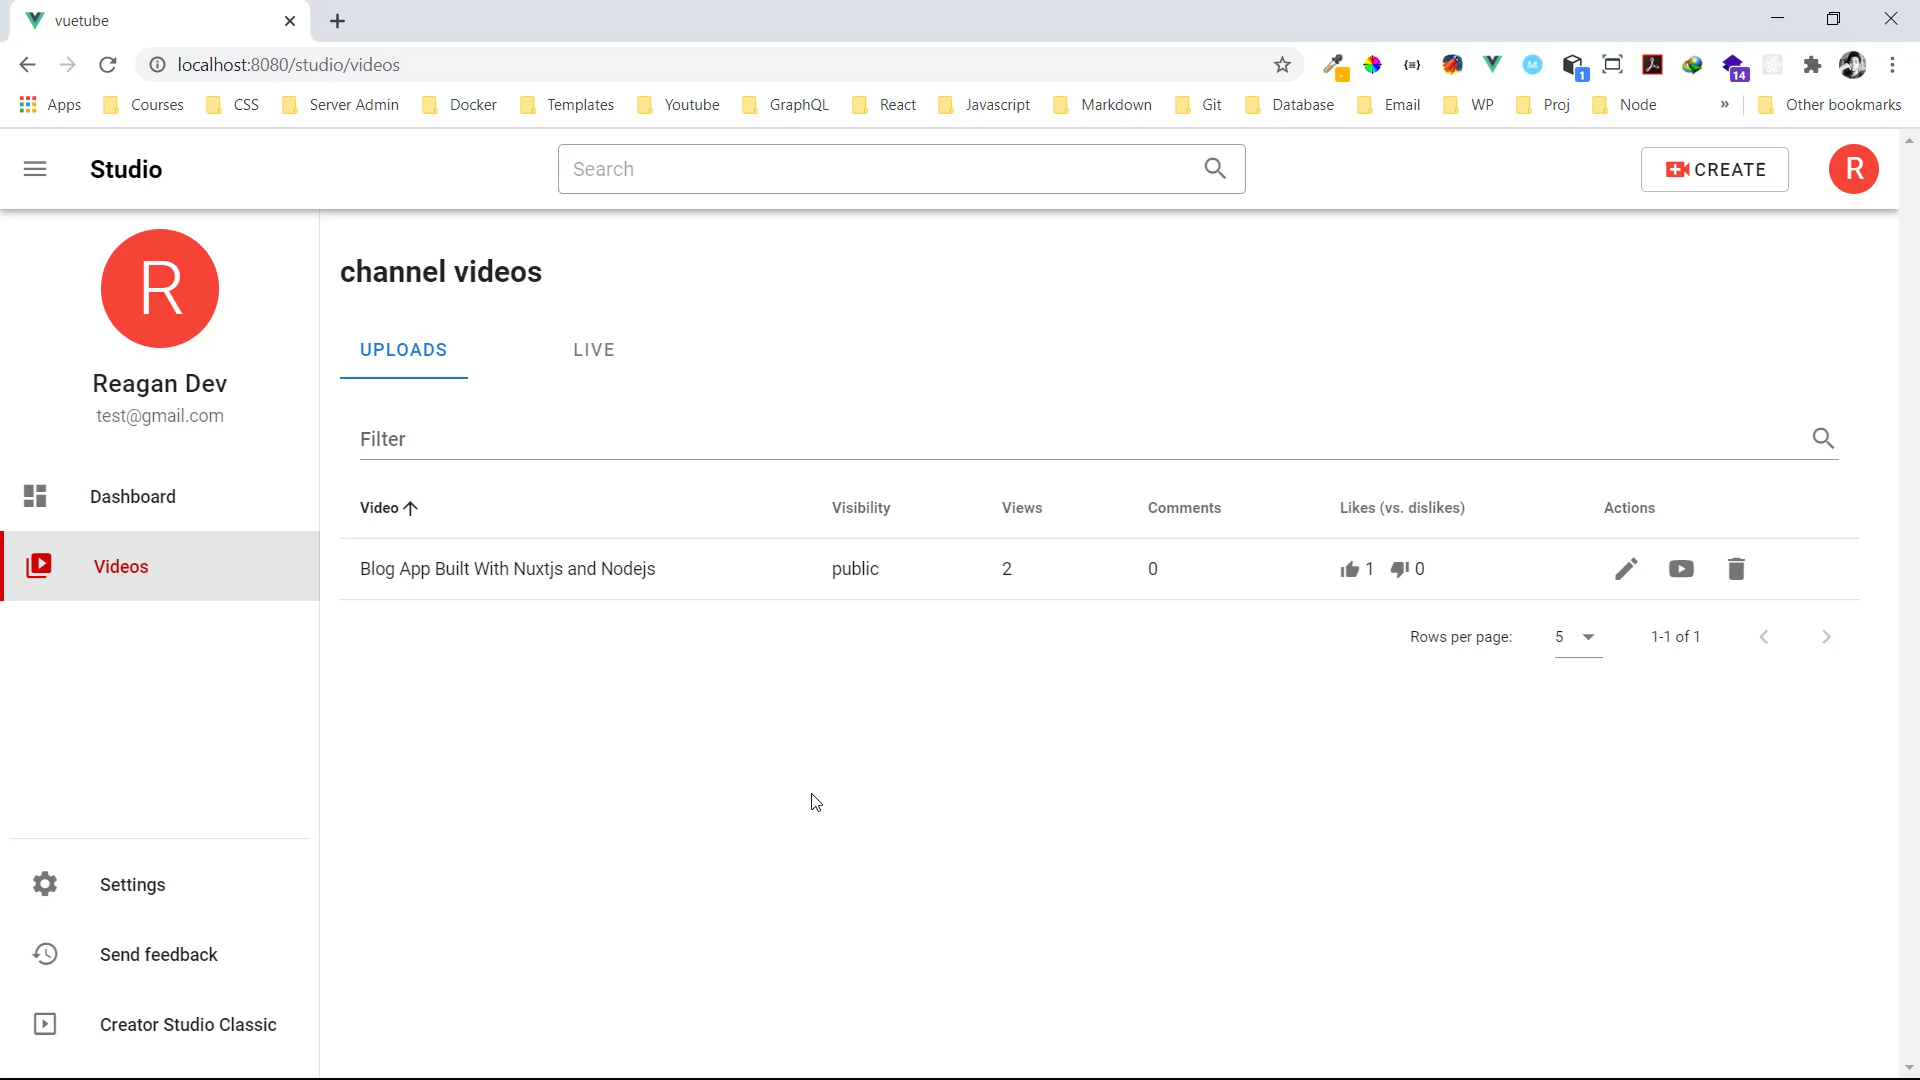 vuetube
localhost:8080/studio/videos
14
1
Apps Courses CSS Server Admin Docker Templates Youtube GraphQL React Javascript Markdown Git Database Email WP Proj Node » Other bookmarks
Studio
Search
CREATE
R
R
Reagan Dev
test@gmail.com
Dashboard
Videos
Settings
Send feedback
Creator Studio Classic
channel videos
UPLOADS LIVE
Filter
Video Visibility Views Comments Likes (vs. dislikes) Actions
Blog App Built With Nuxtjs and Nodejs public 2 0 1 0
Rows per page: 5 1-1 of 1